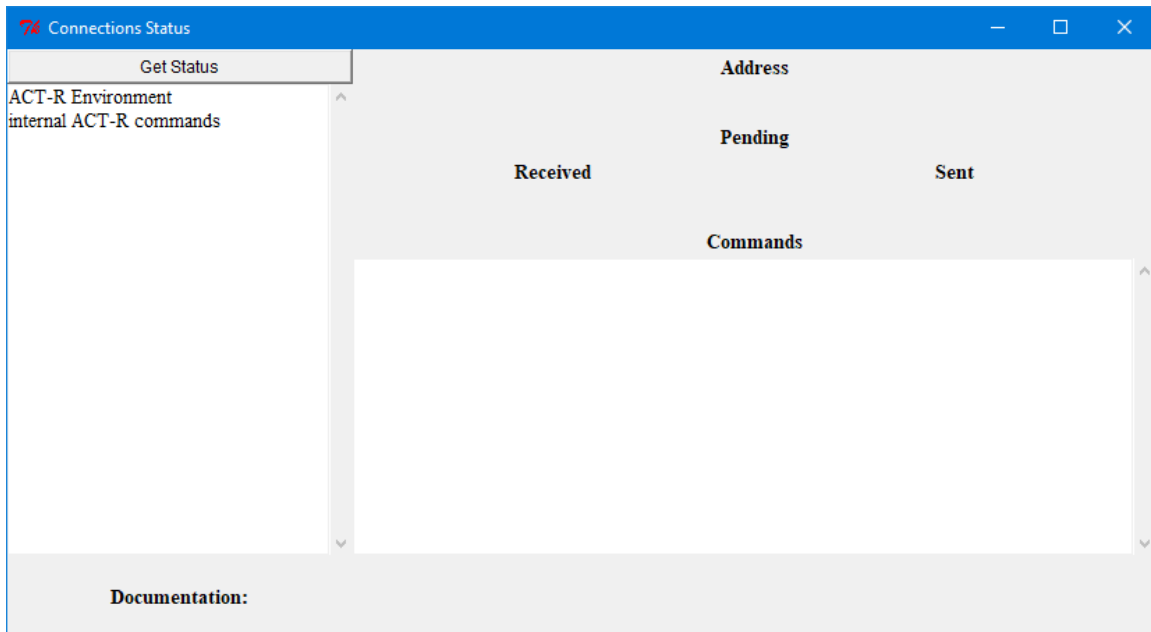 Connections Status
Get Status
ACT-R Environment
internal ACT-R commands
Address
Pending
Received Sent
Commands
Documentation: